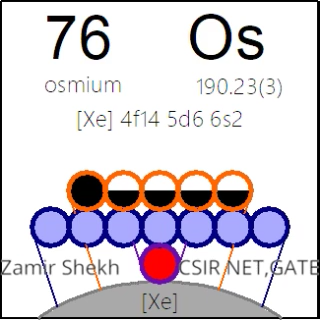 76 Os
osmium 190.23(3)
[Xe] 4f14 5d6 6s2
Zamir Shekh CSIR NET,GATE
[Xe]